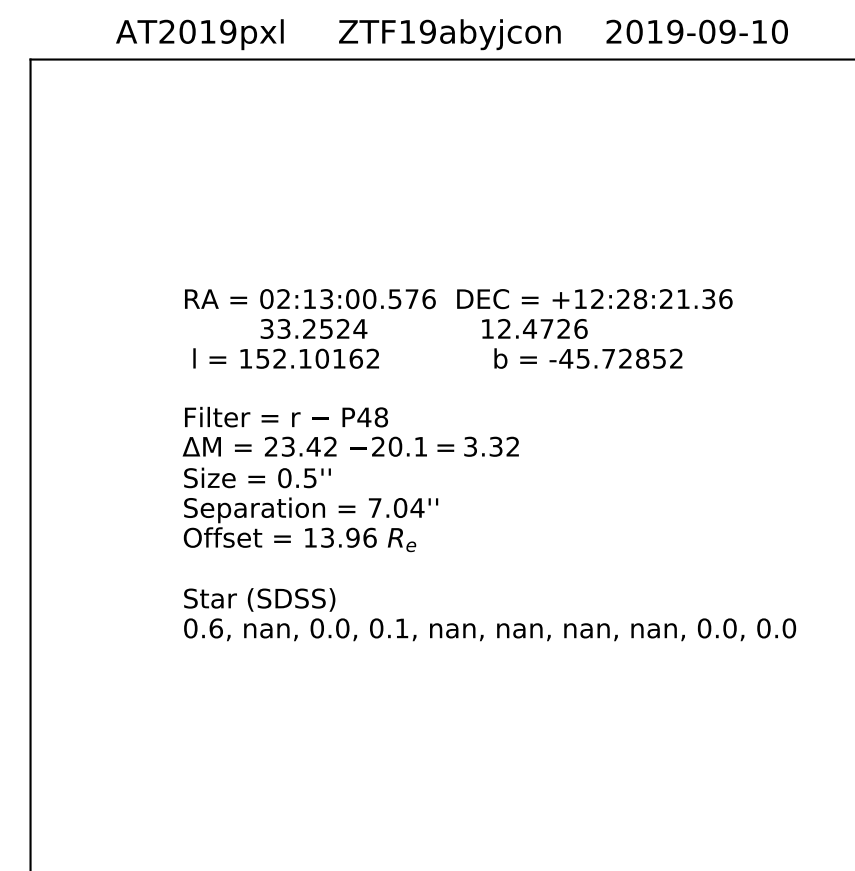 AT2019pxl ZTF19abyjcon 2019-09-10
RA = 02:13:00.576 DEC = +12:28:21.36
33.2524 12.4726
l = 152.10162 b = -45.72852
Filter = r − P48
ΔM = 23.42 −20.1 = 3.32
Size = 0.5''
Separation = 7.04''
Offset = 13.96 Rₑ
Star (SDSS)
0.6, nan, 0.0, 0.1, nan, nan, nan, nan, 0.0, 0.0